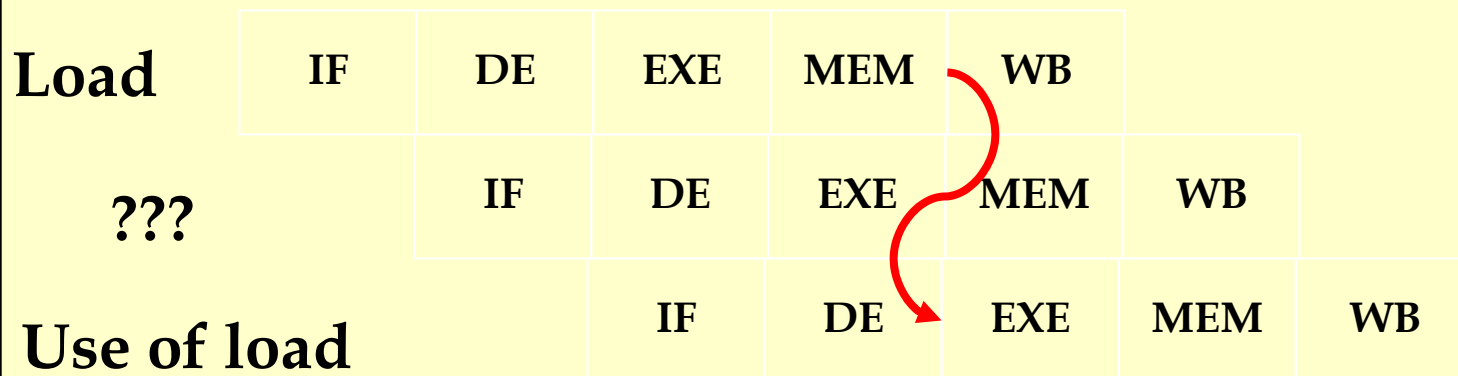 Load IF DE EXE MEM WB
??? IF DE EXE MEM WB
Use of load IF DE EXE MEM WB